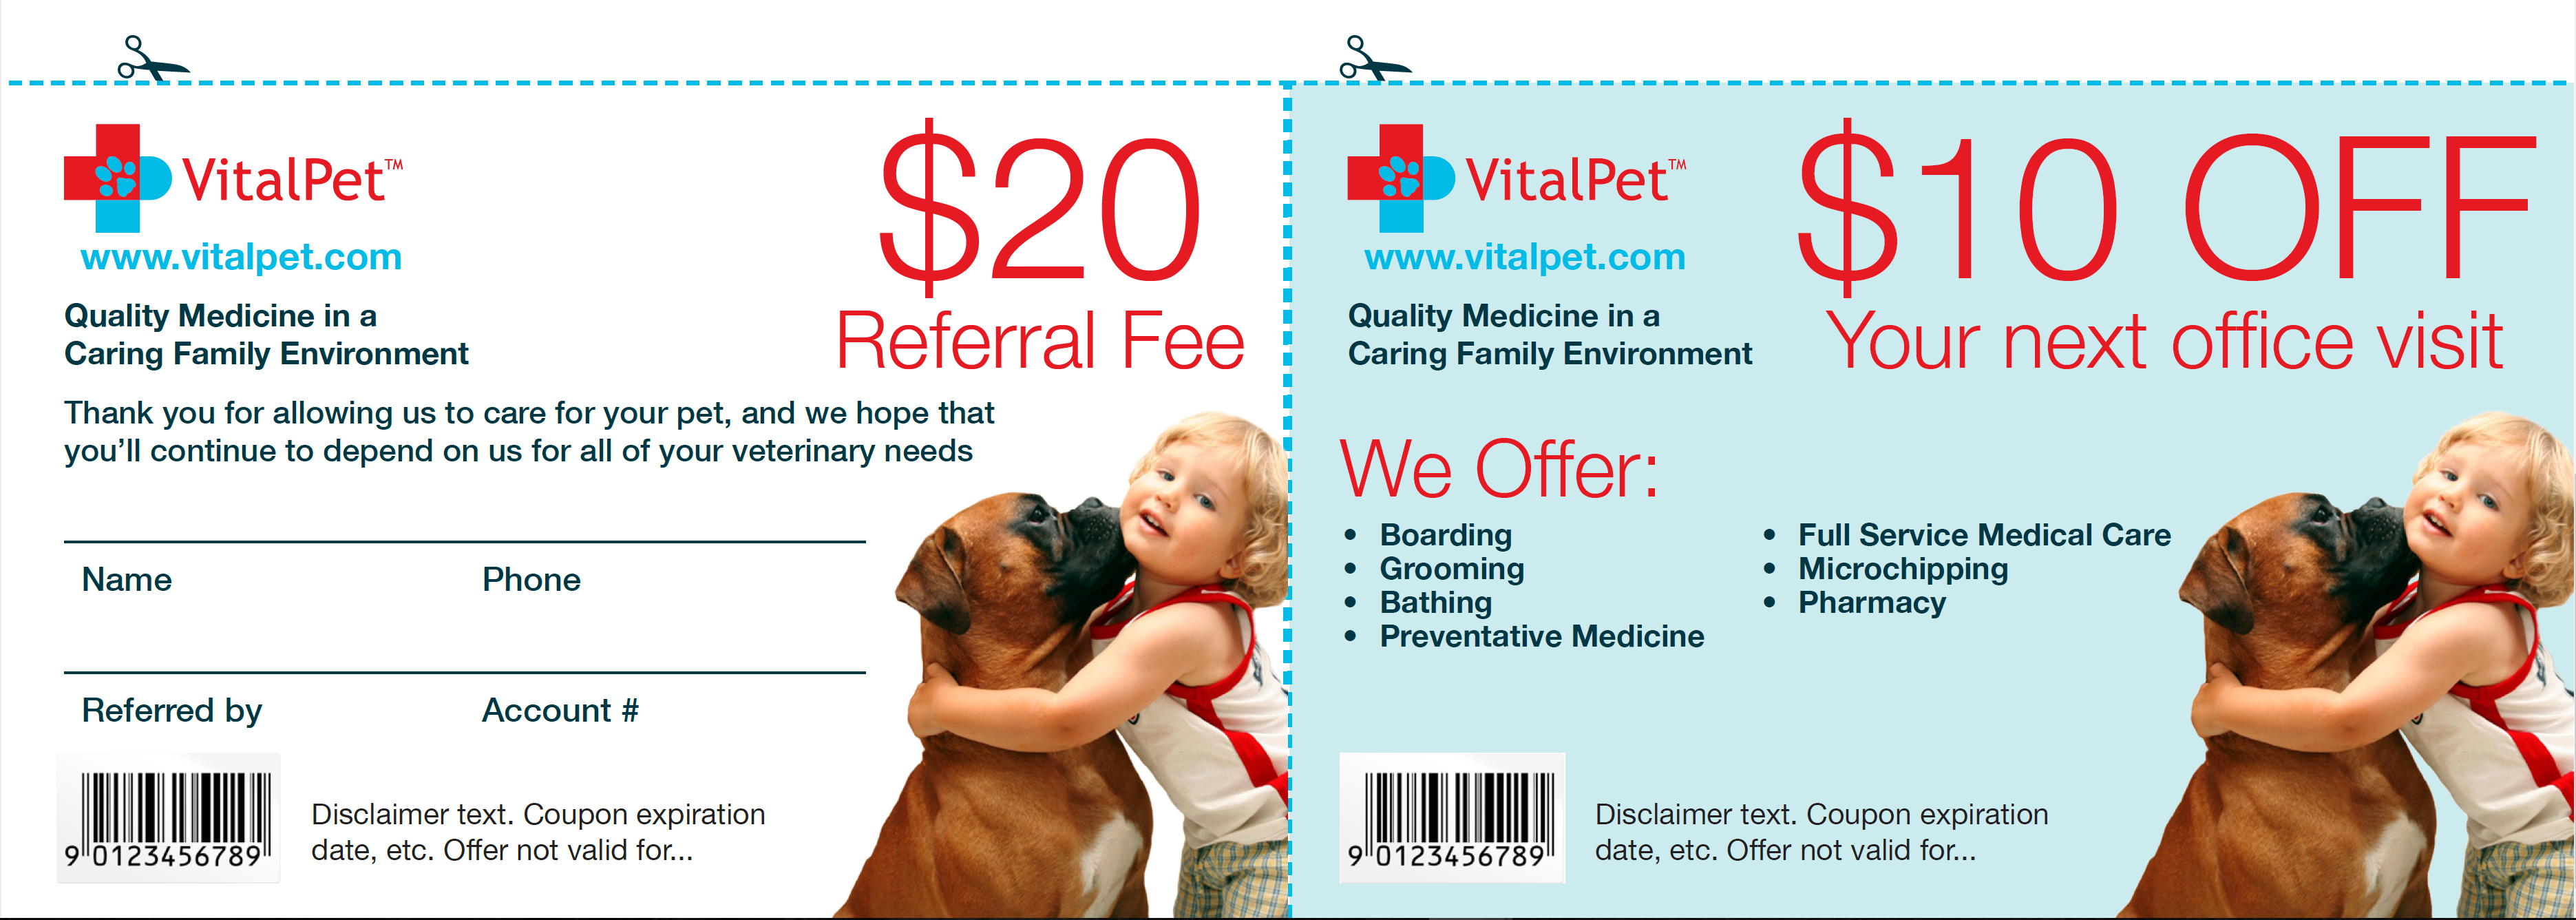 VitalPet™
www.vitalpet.com
Quality Medicine in a
Caring Family Environment
$20
Referral Fee
Thank you for allowing us to care for your pet, and we hope that
you’ll continue to depend on us for all of your veterinary needs
Name Phone
Referred by Account #
9 0123456789
Disclaimer text. Coupon expiration
date, etc. Offer not valid for...
VitalPet™
www.vitalpet.com
Quality Medicine in a
Caring Family Environment
$10 OFF
Your next office visit
We Offer:
• Boarding
• Grooming
• Bathing
• Preventative Medicine
• Full Service Medical Care
• Microchipping
• Pharmacy
9 0123456789
Disclaimer text. Coupon expiration
date, etc. Offer not valid for...